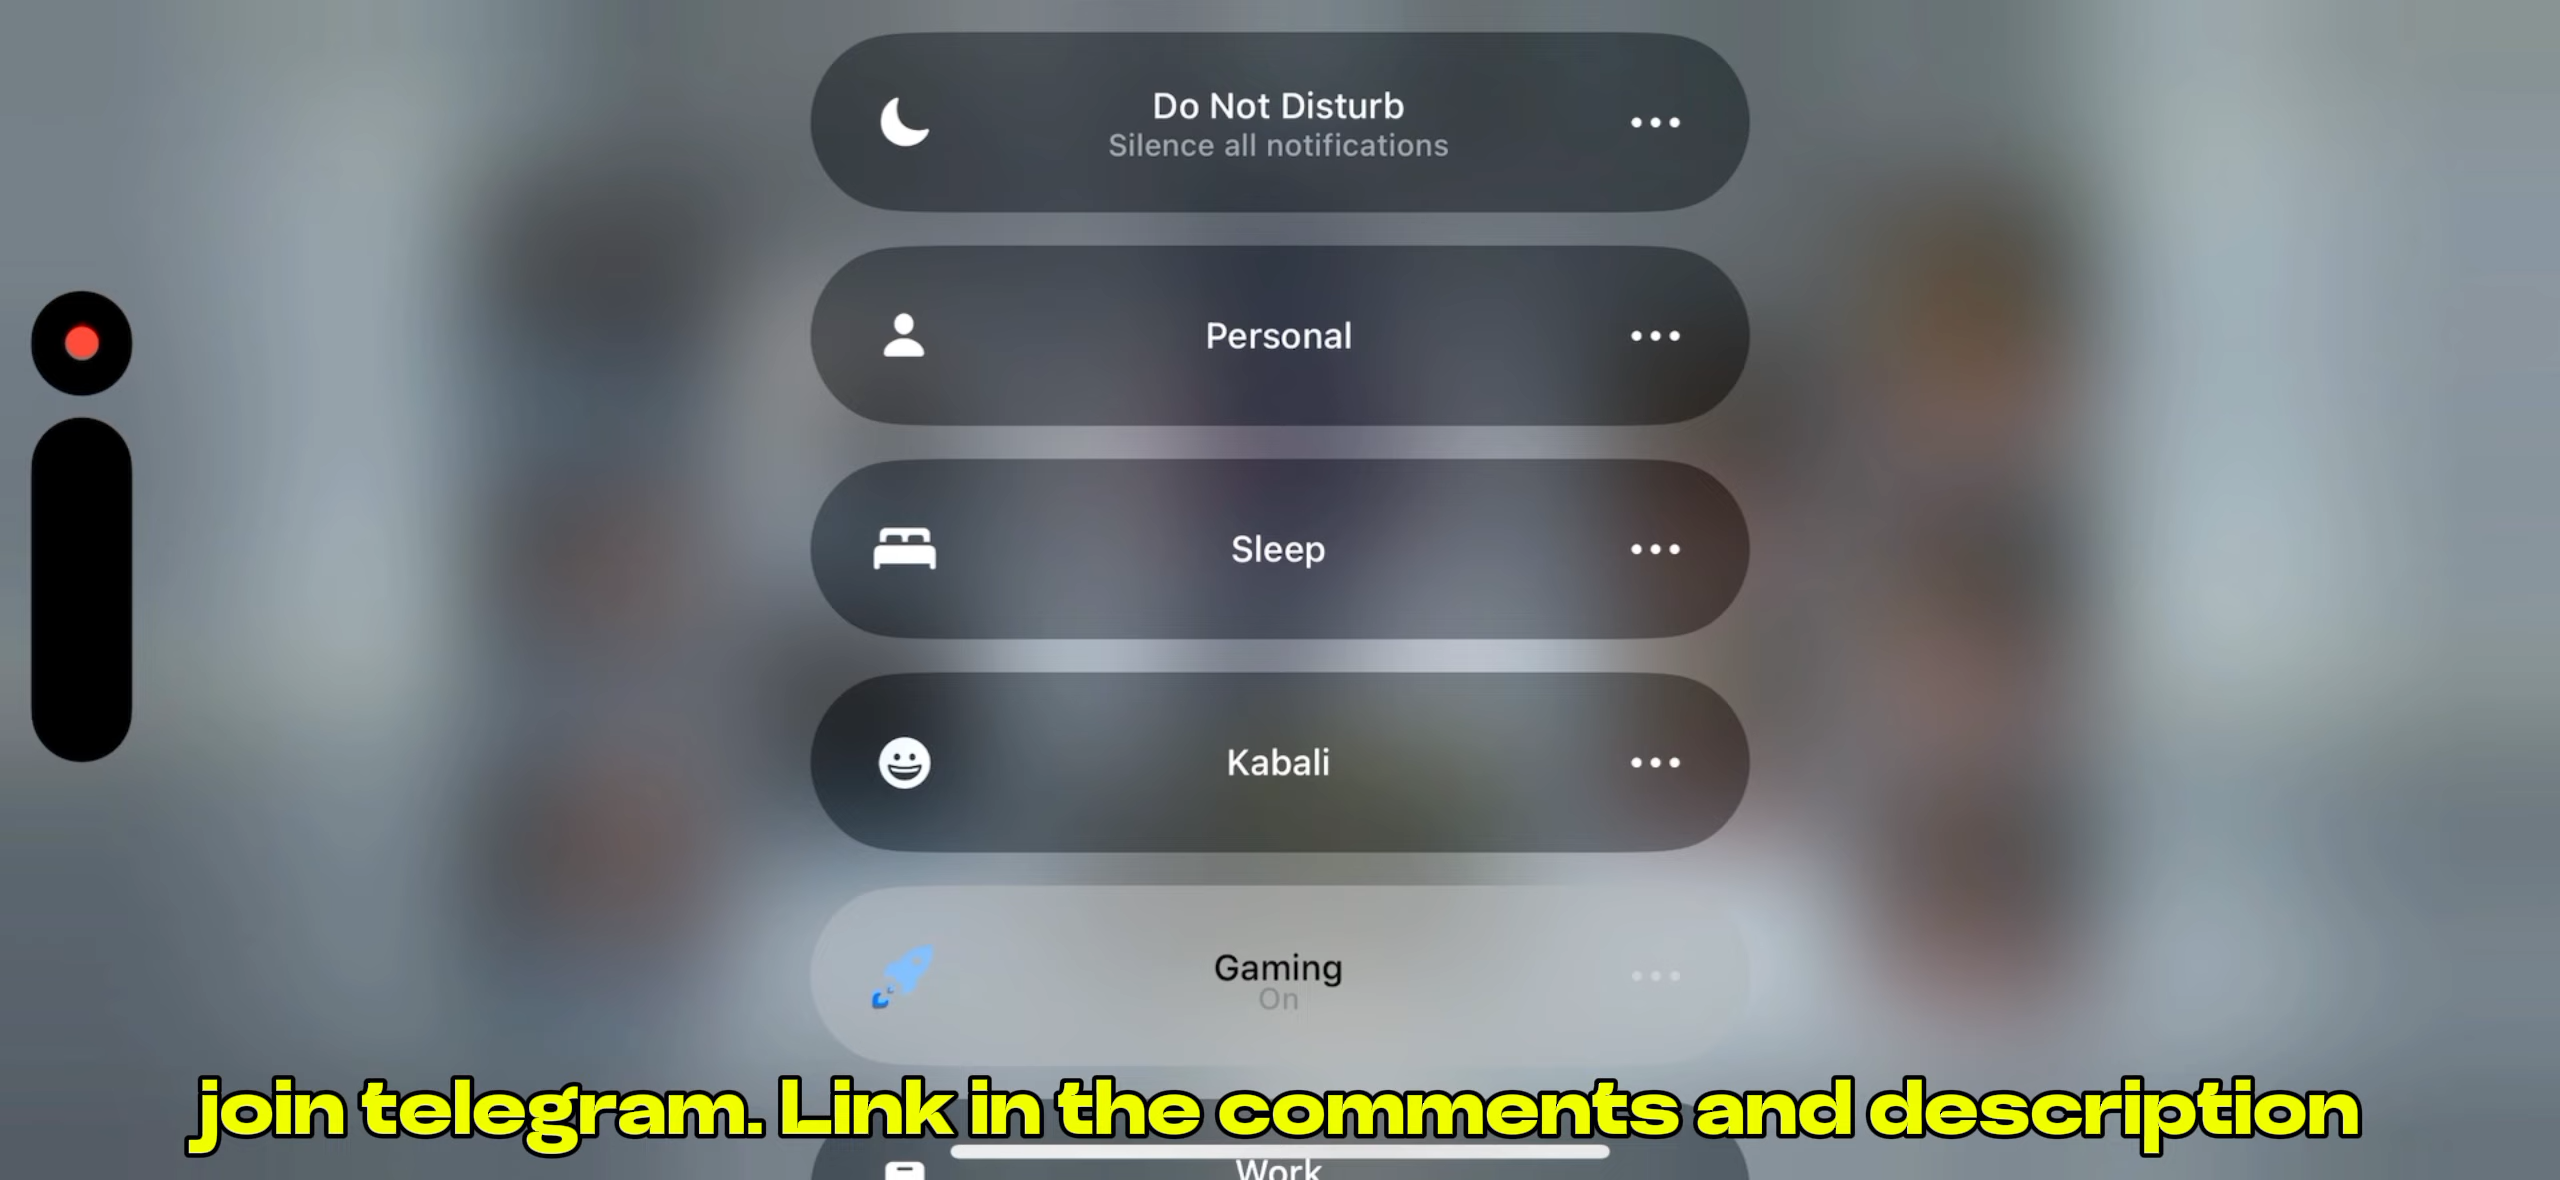 Do Not Disturb
Silence all notifications
Personal
Sleep
Kabali
Gaming
On
join telegram. Link in the comments and description
Work